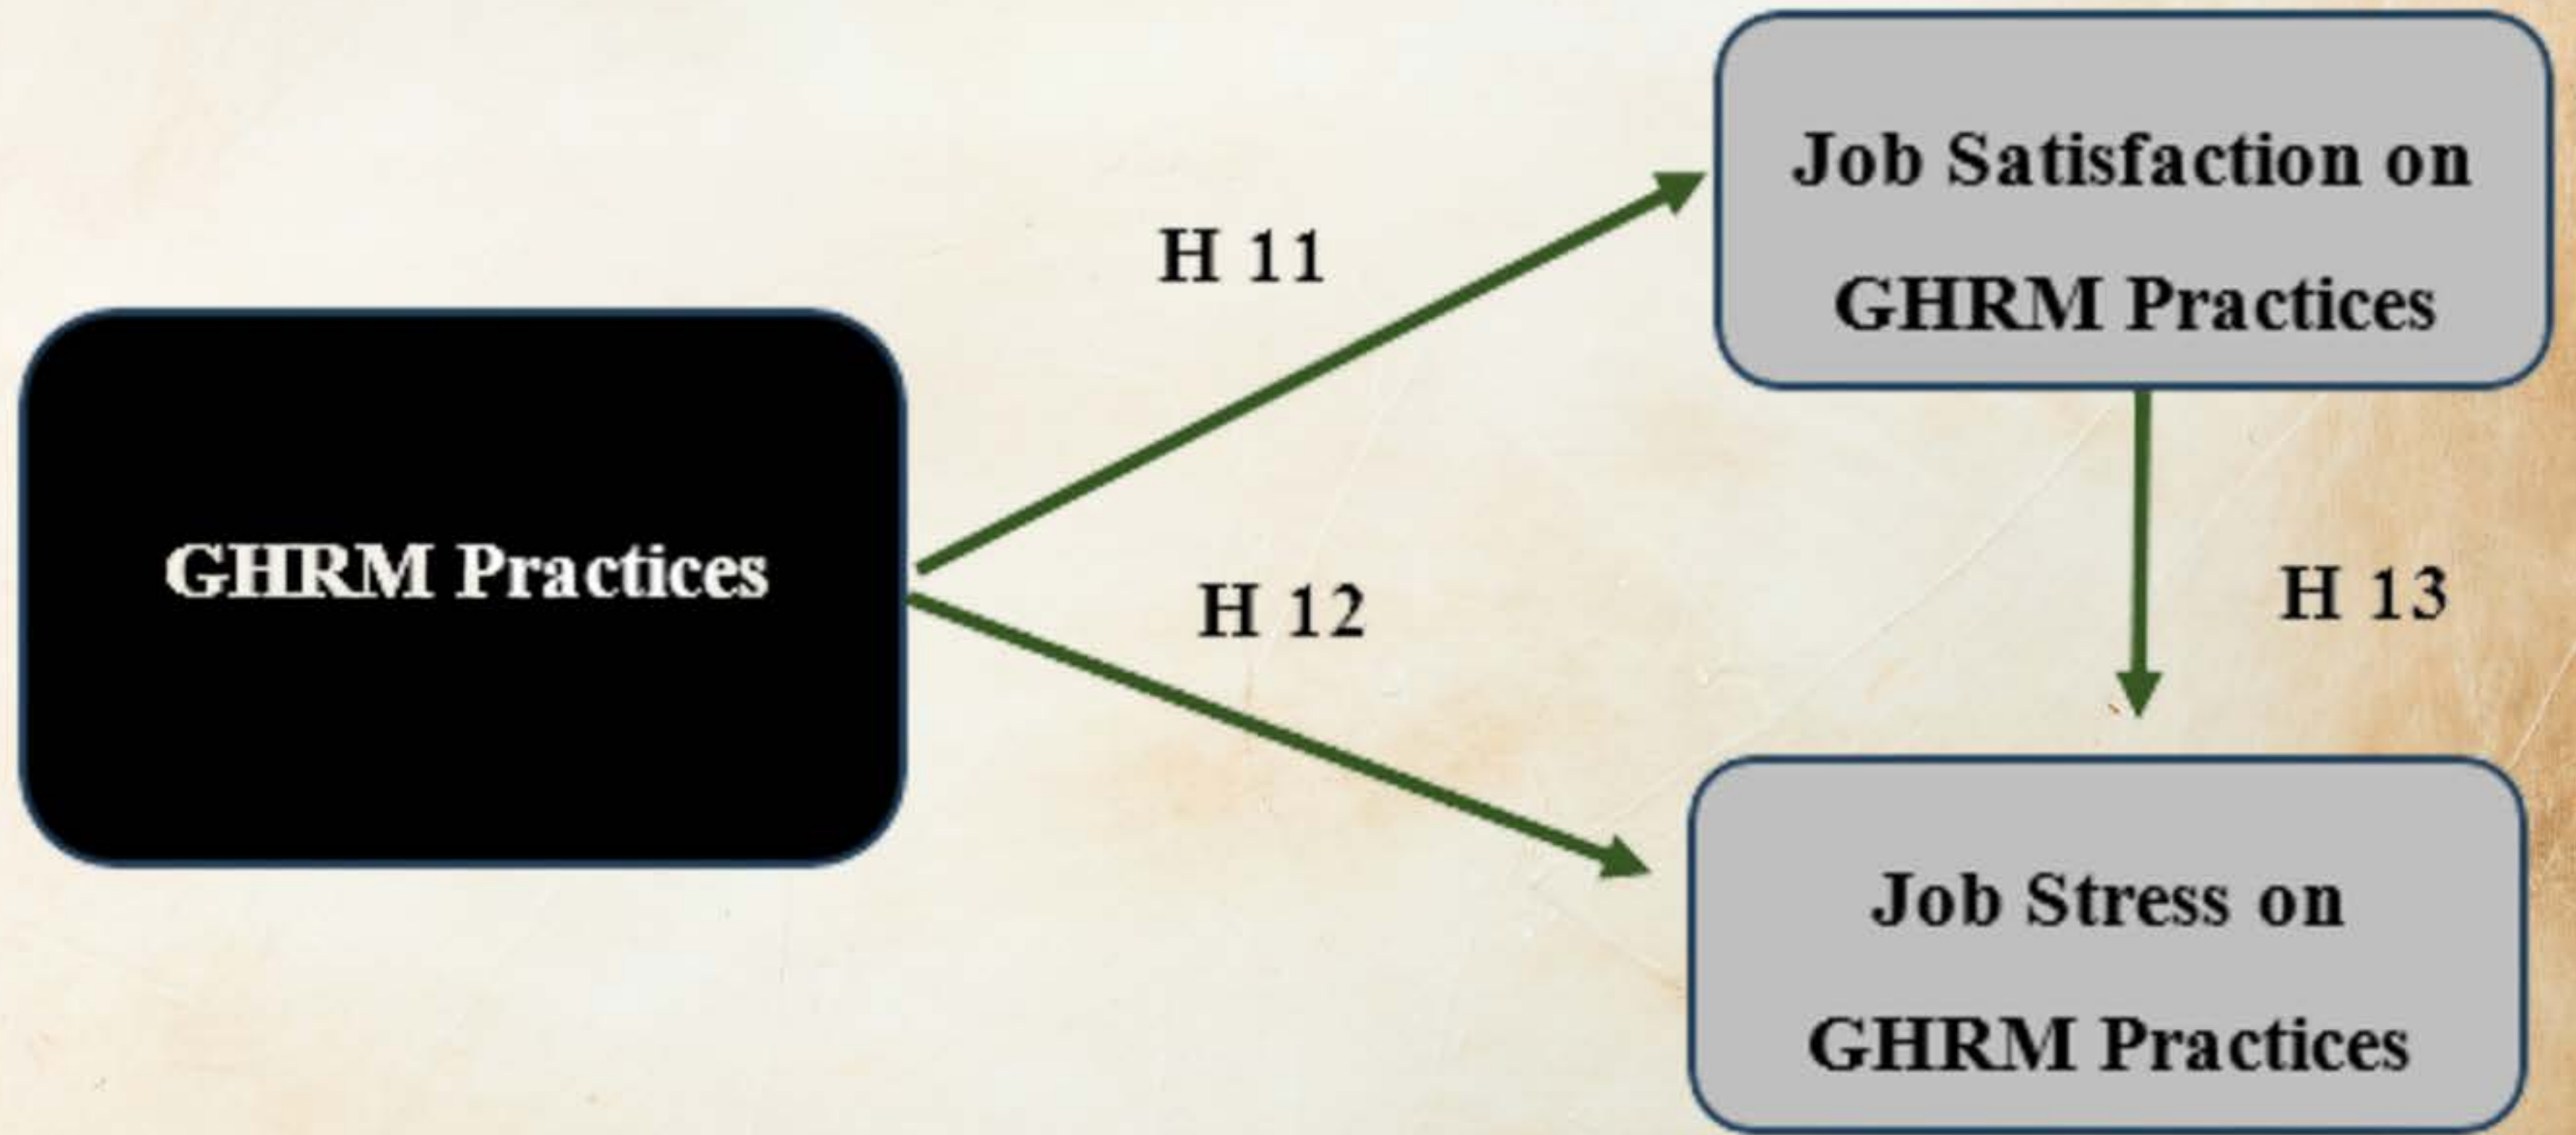 Job Satisfaction on
GHRM Practices
H 11
GHRM Practices
H 12
H 13
Job Stress on
GHRM Practices